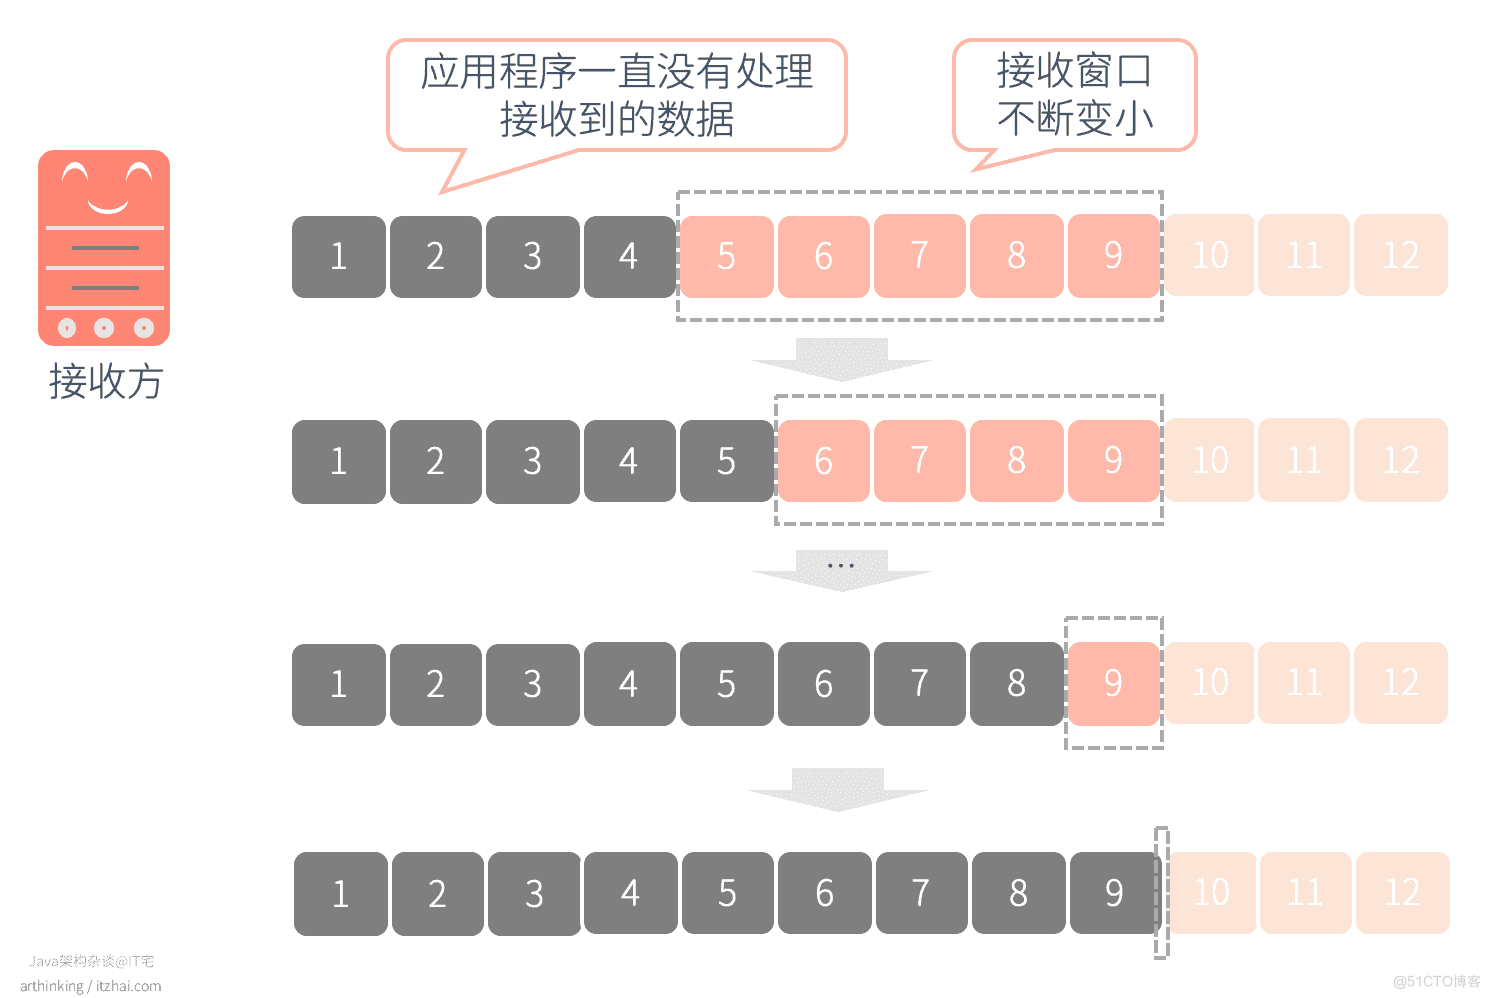 应用程序一直没有处理
接收到的数据
接收窗口
不断变小
接收方
1 2 3 4 5 6 7 8 9 10 11 12
1 2 3 4 5 6 7 8 9 10 11 12
...
1 2 3 4 5 6 7 8 9 10 11 12
1 2 3 4 5 6 7 8 9 10 11 12
Java架构杂谈@IT宅
arthinking / itzhai.com
@51CTO博客